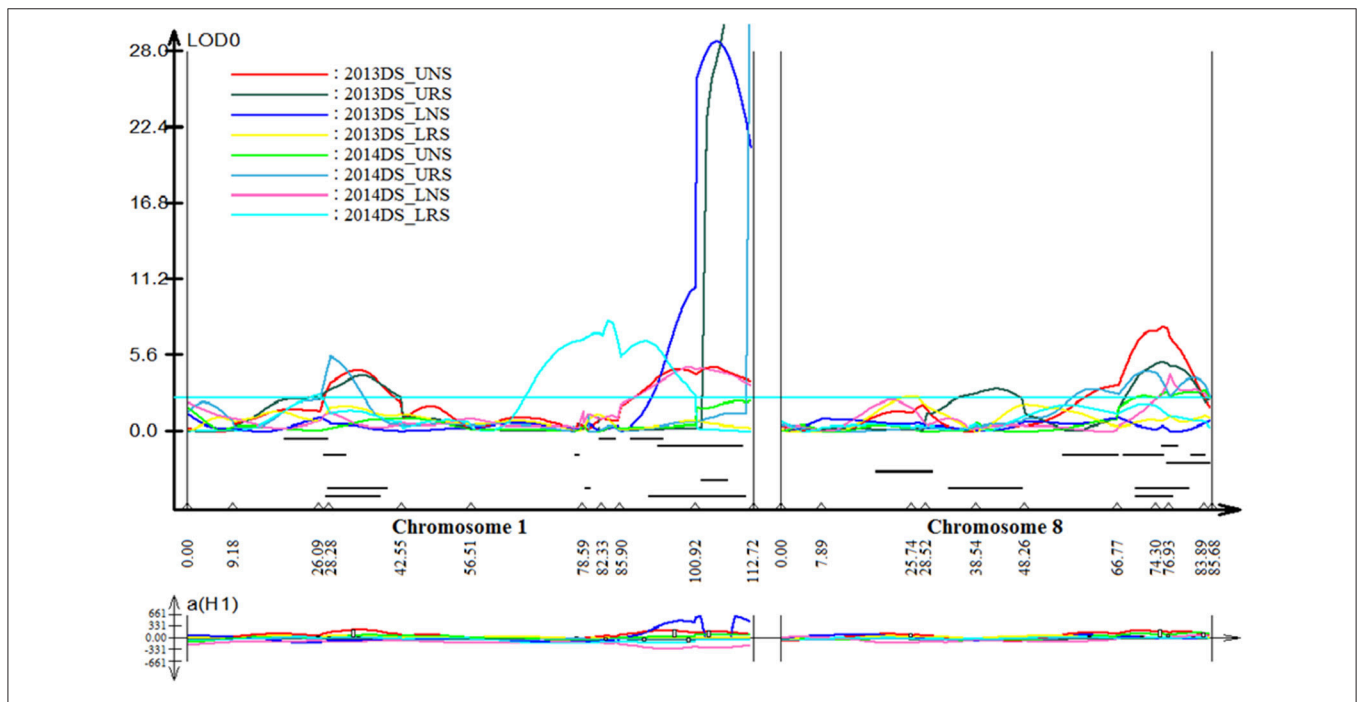 LOD0
28.0
22.4
16.8
11.2
5.6
0.0
: 2013DS_UNS
: 2013DS_URS
: 2013DS_LNS
: 2013DS_LRS
: 2014DS_UNS
: 2014DS_URS
: 2014DS_LNS
: 2014DS_LRS
Chromosome 1
Chromosome 8
0.00
9.18
26.09
28.28
42.55
56.51
78.59
82.33
85.90
100.92
112.72
0.00
7.89
25.74
28.52
38.54
48.26
66.77
74.30
76.93
83.89
85.68
a(H1)
661
331
0.00
-331
-661